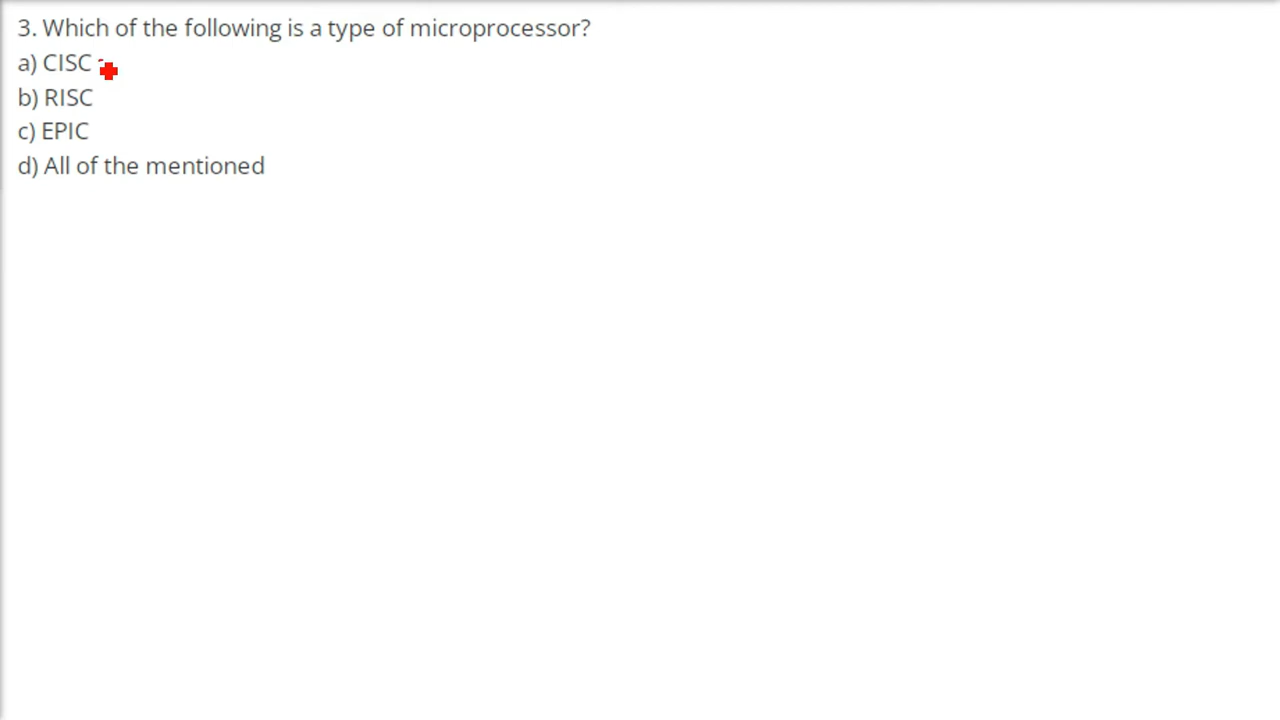 3. Which of the following is a type of microprocessor?
a) CISC
b) RISC
c) EPIC
d) All of the mentioned